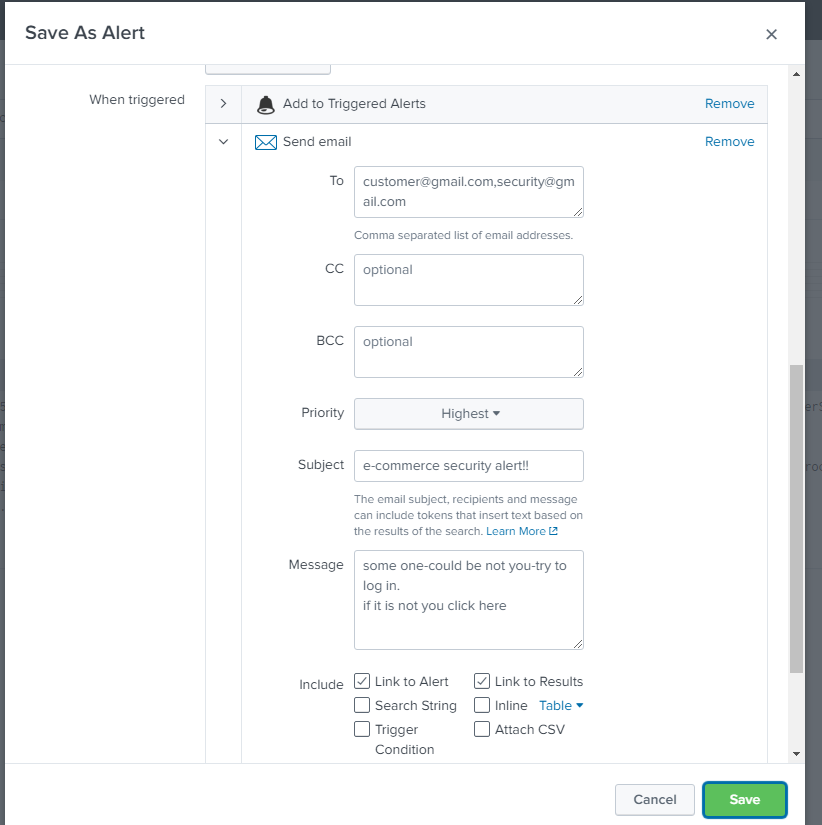 Save As Alert
When triggered
Add to Triggered Alerts
Remove
Send email
Remove
To
customer@gmail.com,security@gm
ail.com
Comma separated list of email addresses.
CC
optional
BCC
optional
Priority
Highest
Subject
e-commerce security alert!!
The email subject, recipients and message
can include tokens that insert text based on
the results of the search. Learn More
Message
some one-could be not you-try to
log in.
if it is not you click here
Include
Link to Alert
Link to Results
Search String
Inline Table
Trigger
Condition
Attach CSV
Cancel
Save